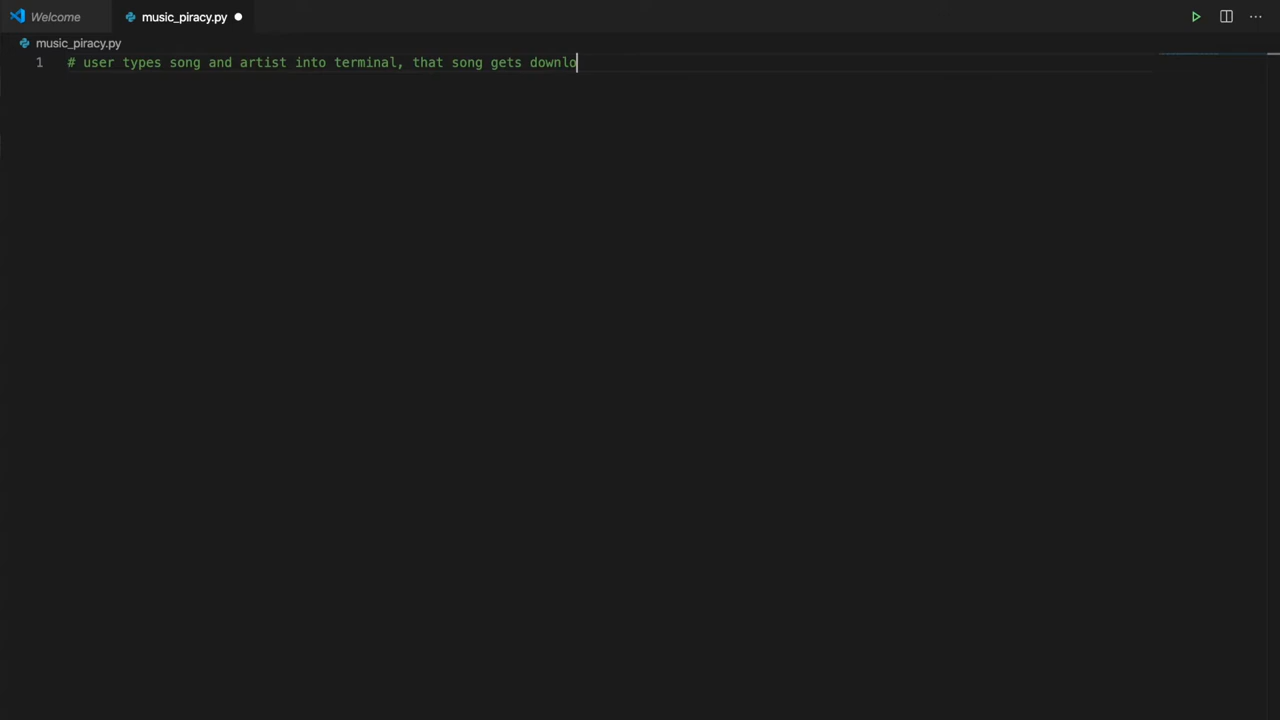 Welcome
music_piracy.py
music_piracy.py
1 # user types song and artist into terminal, that song gets downlo